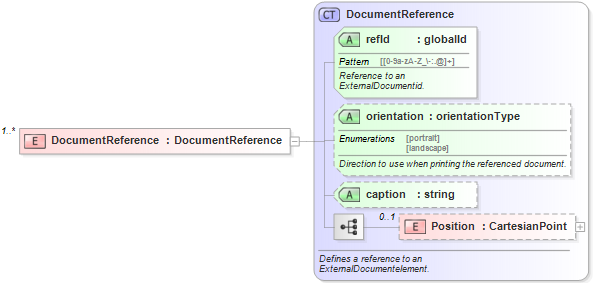 CT DocumentReference
A refId : globalId
Pattern [[0-9a-zA-Z_\-:.@]+]
Reference to an
ExternalDocumentid.
1..*
E DocumentReference : DocumentReference
A orientation : orientationType
Enumerations [portrait]
[landscape]
Direction to use when printing the referenced document.
A caption : string
0..1
E Position : CartesianPoint
Defines a reference to an
ExternalDocumentelement.